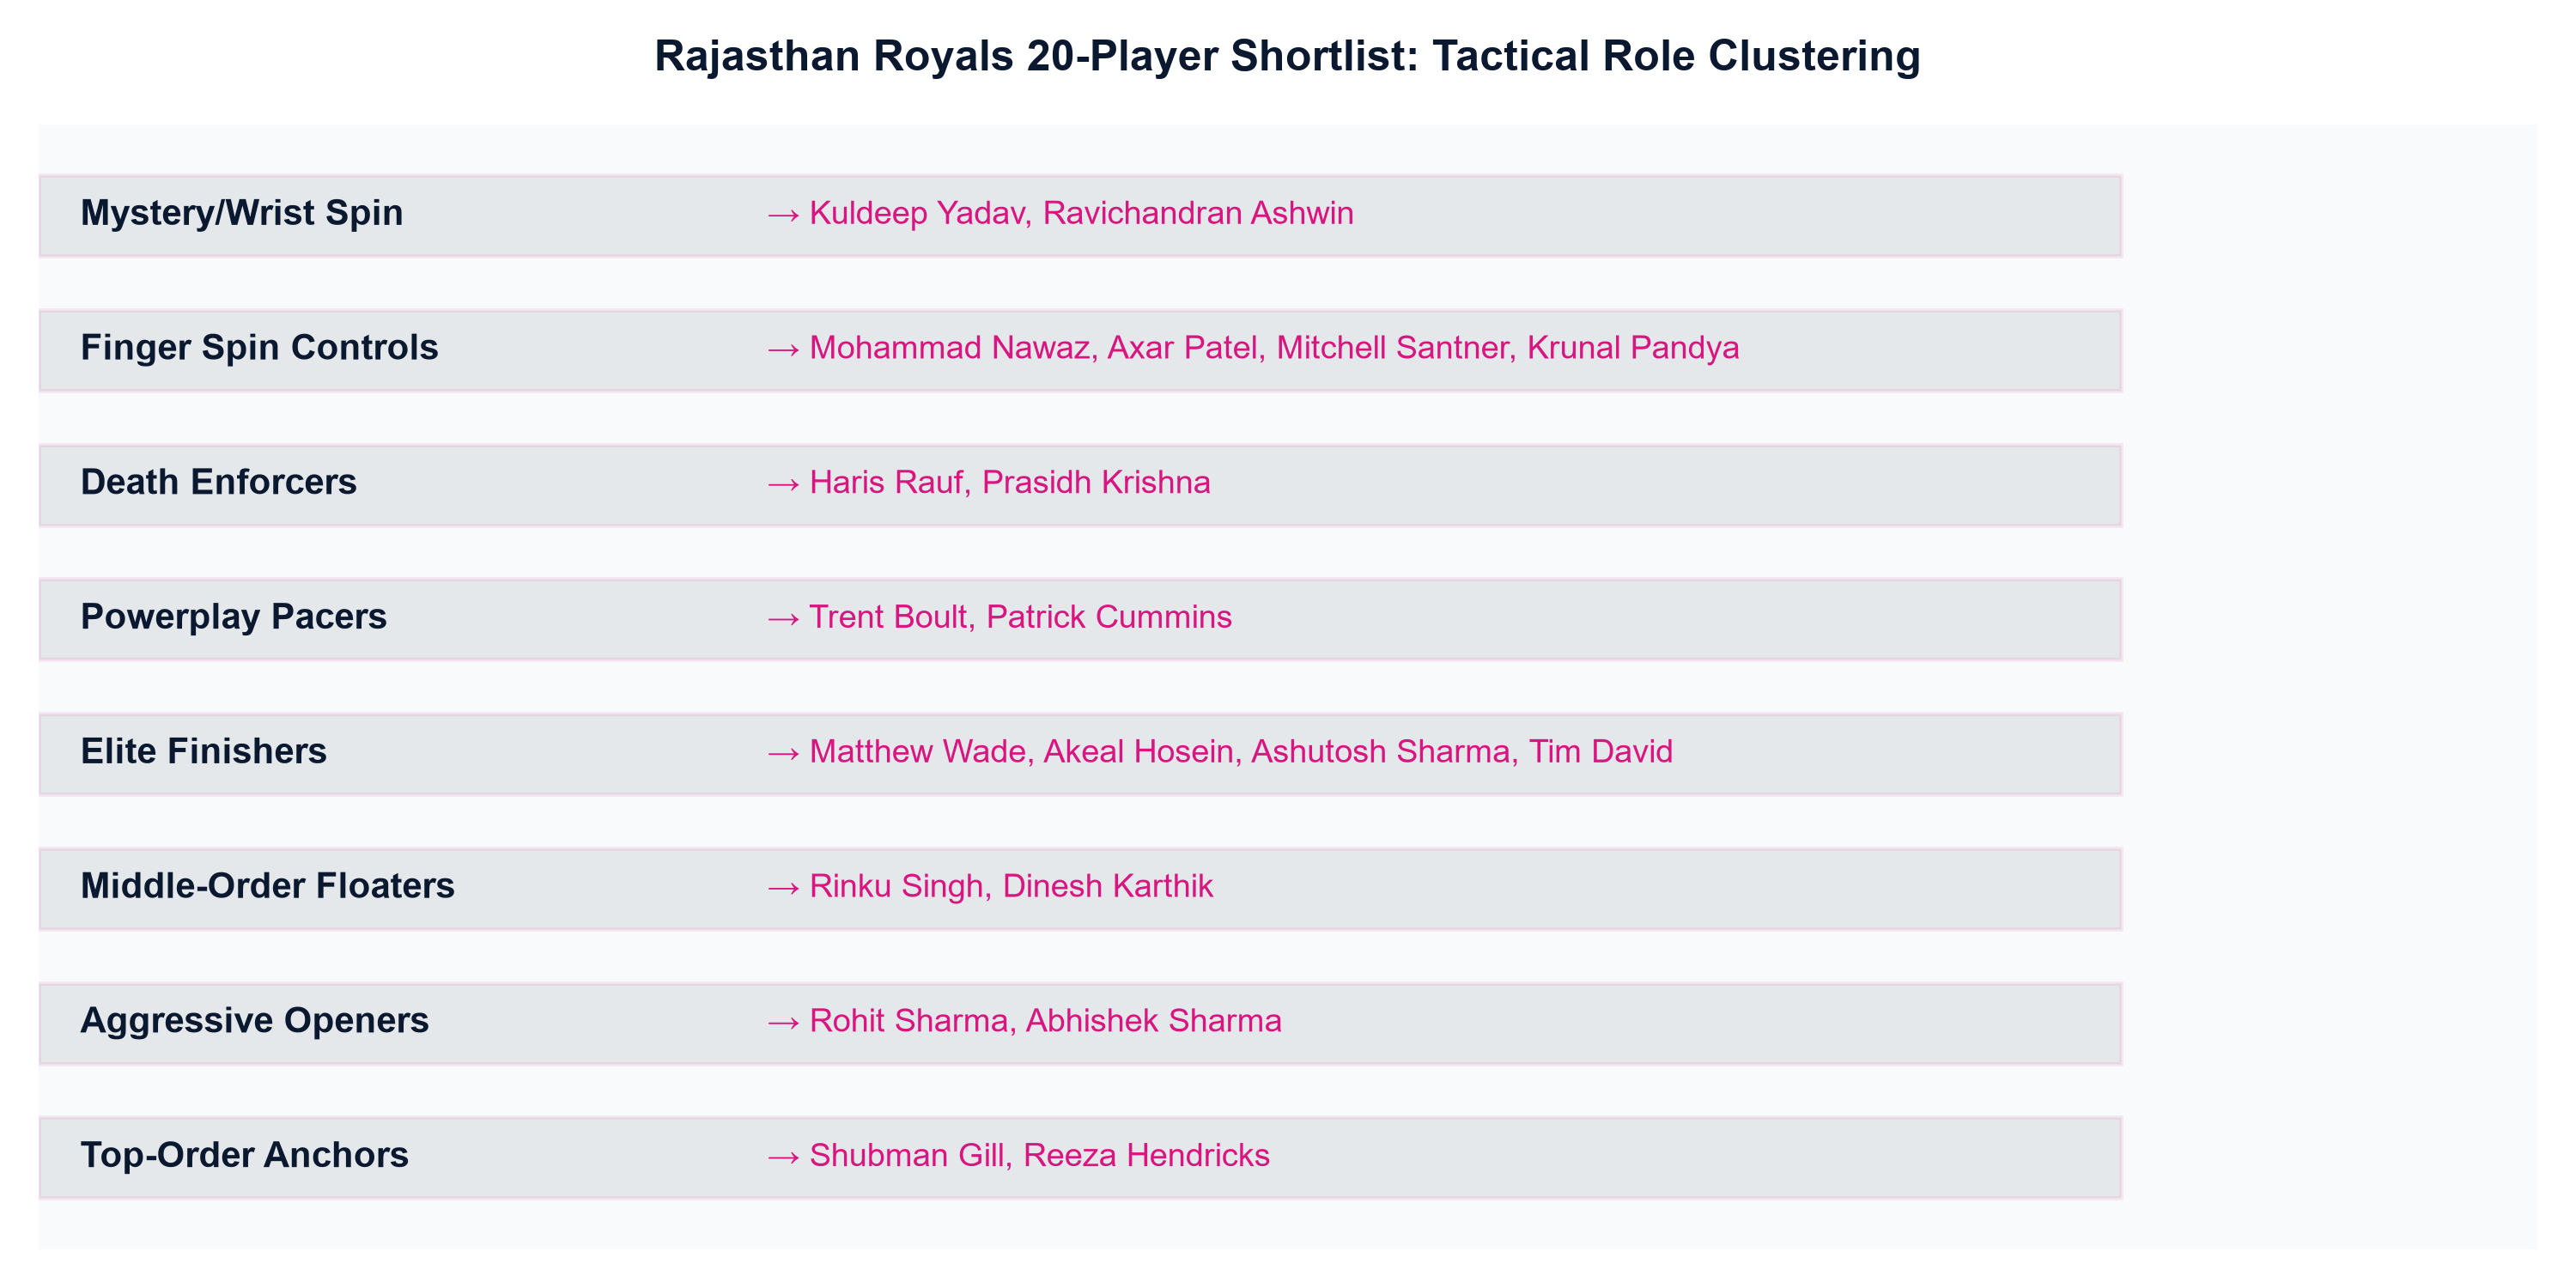 Rajasthan Royals 20-Player Shortlist: Tactical Role Clustering
Mystery/Wrist Spin → Kuldeep Yadav, Ravichandran Ashwin
Finger Spin Controls → Mohammad Nawaz, Axar Patel, Mitchell Santner, Krunal Pandya
Death Enforcers → Haris Rauf, Prasidh Krishna
Powerplay Pacers → Trent Boult, Patrick Cummins
Elite Finishers → Matthew Wade, Akeal Hosein, Ashutosh Sharma, Tim David
Middle-Order Floaters → Rinku Singh, Dinesh Karthik
Aggressive Openers → Rohit Sharma, Abhishek Sharma
Top-Order Anchors → Shubman Gill, Reeza Hendricks